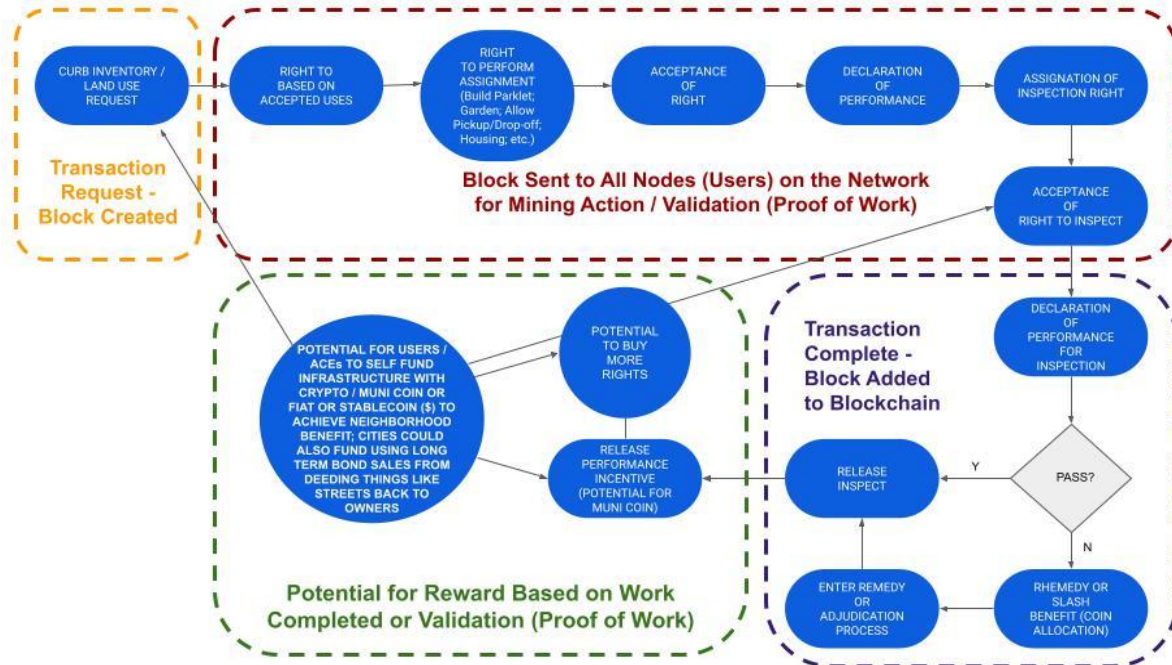 CURB INVENTORY /
LAND USE
REQUEST
RIGHT TO
BASED ON
ACCEPTED USES
RIGHT
TO PERFORM
ASSIGNMENT
(Build Parklet;
Garden; Allow
Pickup/Drop-off;
Housing; etc.)
ACCEPTANCE
OF
RIGHT
DECLARATION
OF
PERFORMANCE
ASSIGNATION OF
INSPECTION RIGHT
Transaction
Request -
Block Created
Block Sent to All Nodes (Users) on the Network
for Mining Action / Validation (Proof of Work)
ACCEPTANCE
OF
RIGHT TO INSPECT
POTENTIAL FOR USERS /
ACEs TO SELF FUND
INFRASTRUCTURE WITH
CRYPTO / MUNI COIN OR
FIAT OR STABLECOIN ($) TO
ACHIEVE NEIGHBORHOOD
BENEFIT; CITIES COULD
ALSO FUND USING LONG
TERM BOND SALES FROM
DEEDING THINGS LIKE
STREETS BACK TO
OWNERS
POTENTIAL
TO BUY
MORE
RIGHTS
RELEASE
PERFORMANCE
INCENTIVE
(POTENTIAL FOR
MUNI COIN)
Potential for Reward Based on Work
Completed or Validation (Proof of Work)
Transaction
Complete -
Block Added
to Blockchain
DECLARATION
OF
PERFORMANCE FOR
INSPECTION
PASS?
Y
N
RELEASE
INSPECT
ENTER REMEDY
OR
ADJUDICATION
PROCESS
RHEMEDY OR
SLASH
BENEFIT (COIN
ALLOCATION)